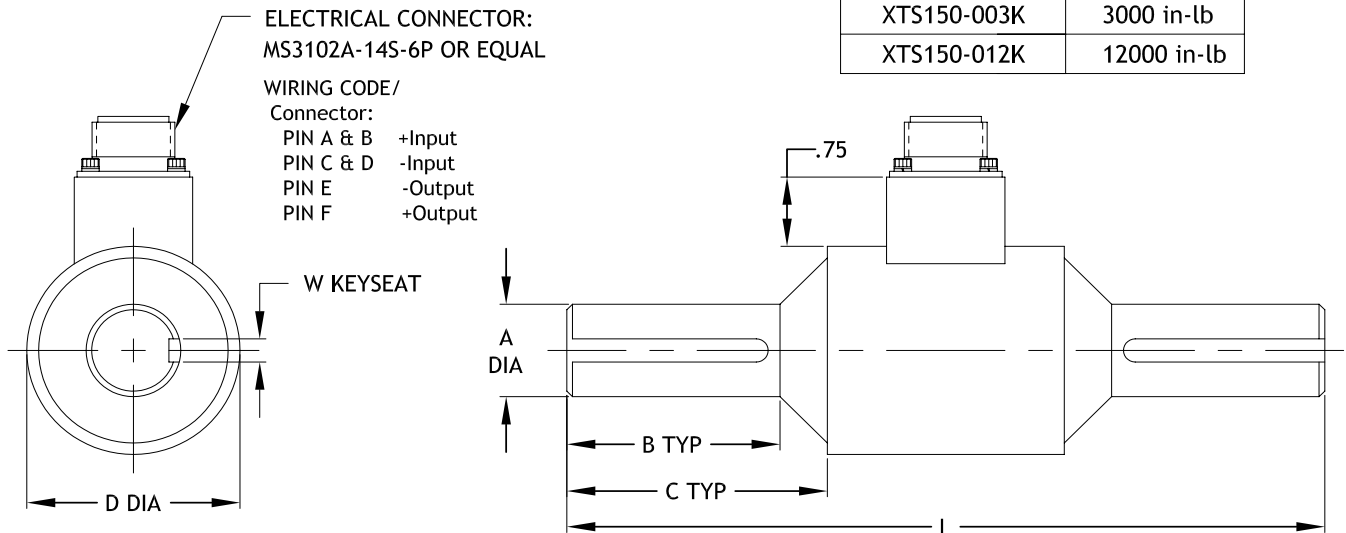 ELECTRICAL CONNECTOR:
MS3102A-14S-6P OR EQUAL
WIRING CODE/
Connector:
PIN A & B +Input
PIN C & D -Input
PIN E -Output
PIN F +Output
XTS150-003K 3000 in-lb
XTS150-012K 12000 in-lb
.75
W KEYSEAT
A
DIA
B TYP
C TYP
D DIA